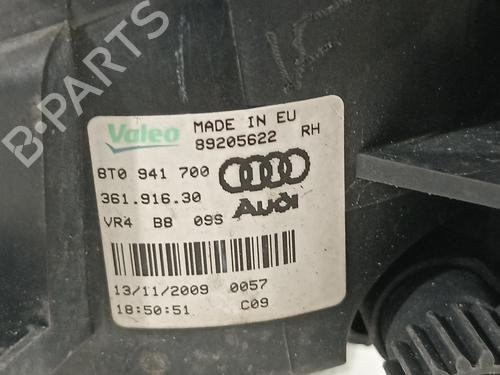 B-PARTS
Valeo MADE IN EU
89205622 RH
8T0 941 700
361.916.30 Audi
VR4 B8 09S
13/11/2009 0057
18:50:51 C09